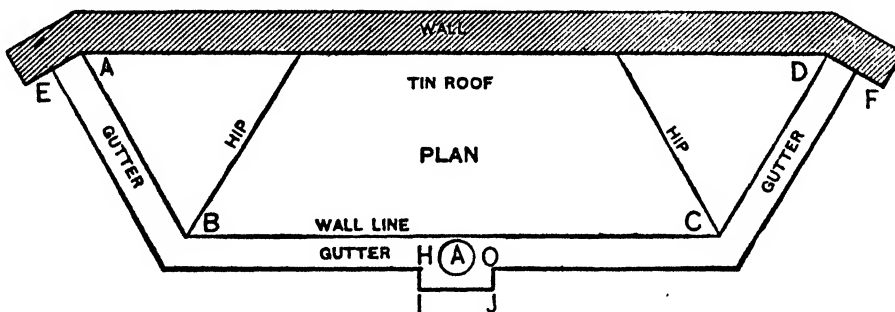 WALL
A
D
E
TIN ROOF
F
HIP
HIP
GUTTER
GUTTER
PLAN
B
WALL LINE
C
GUTTER
H A O
I J